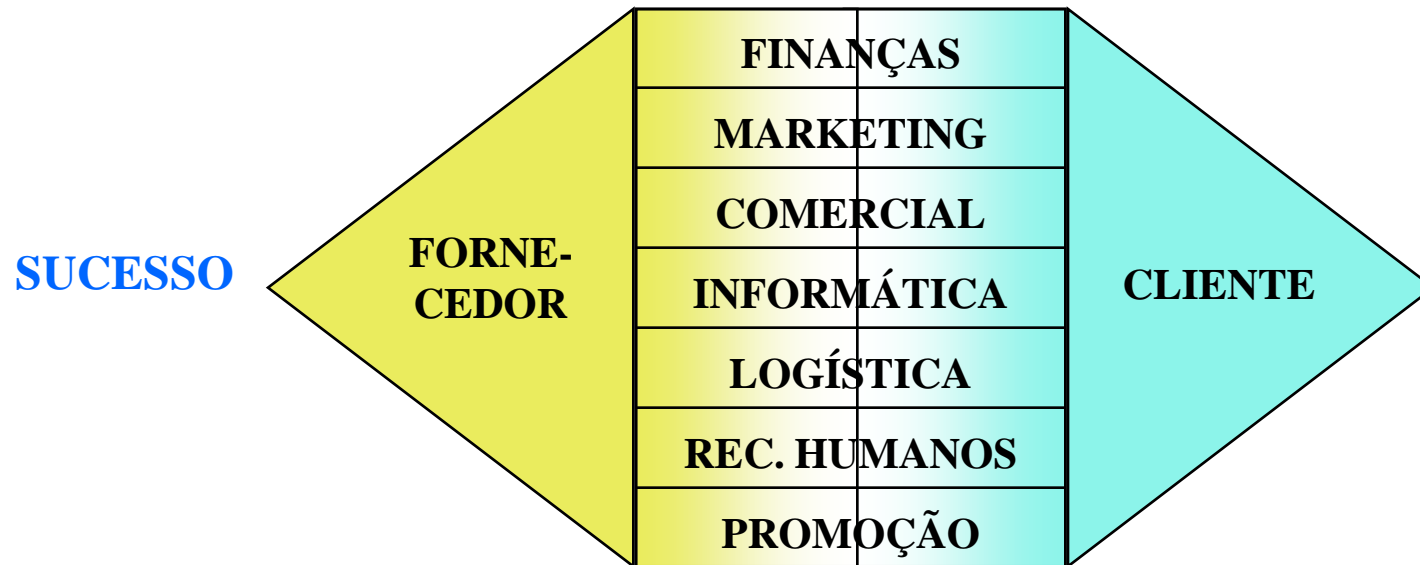 FINANÇAS
MARKETING
COMERCIAL
SUCESSO
FORNE-
CEDOR
INFORMÁTICA
CLIENTE
LOGÍSTICA
REC. HUMANOS
PROMOÇÃO